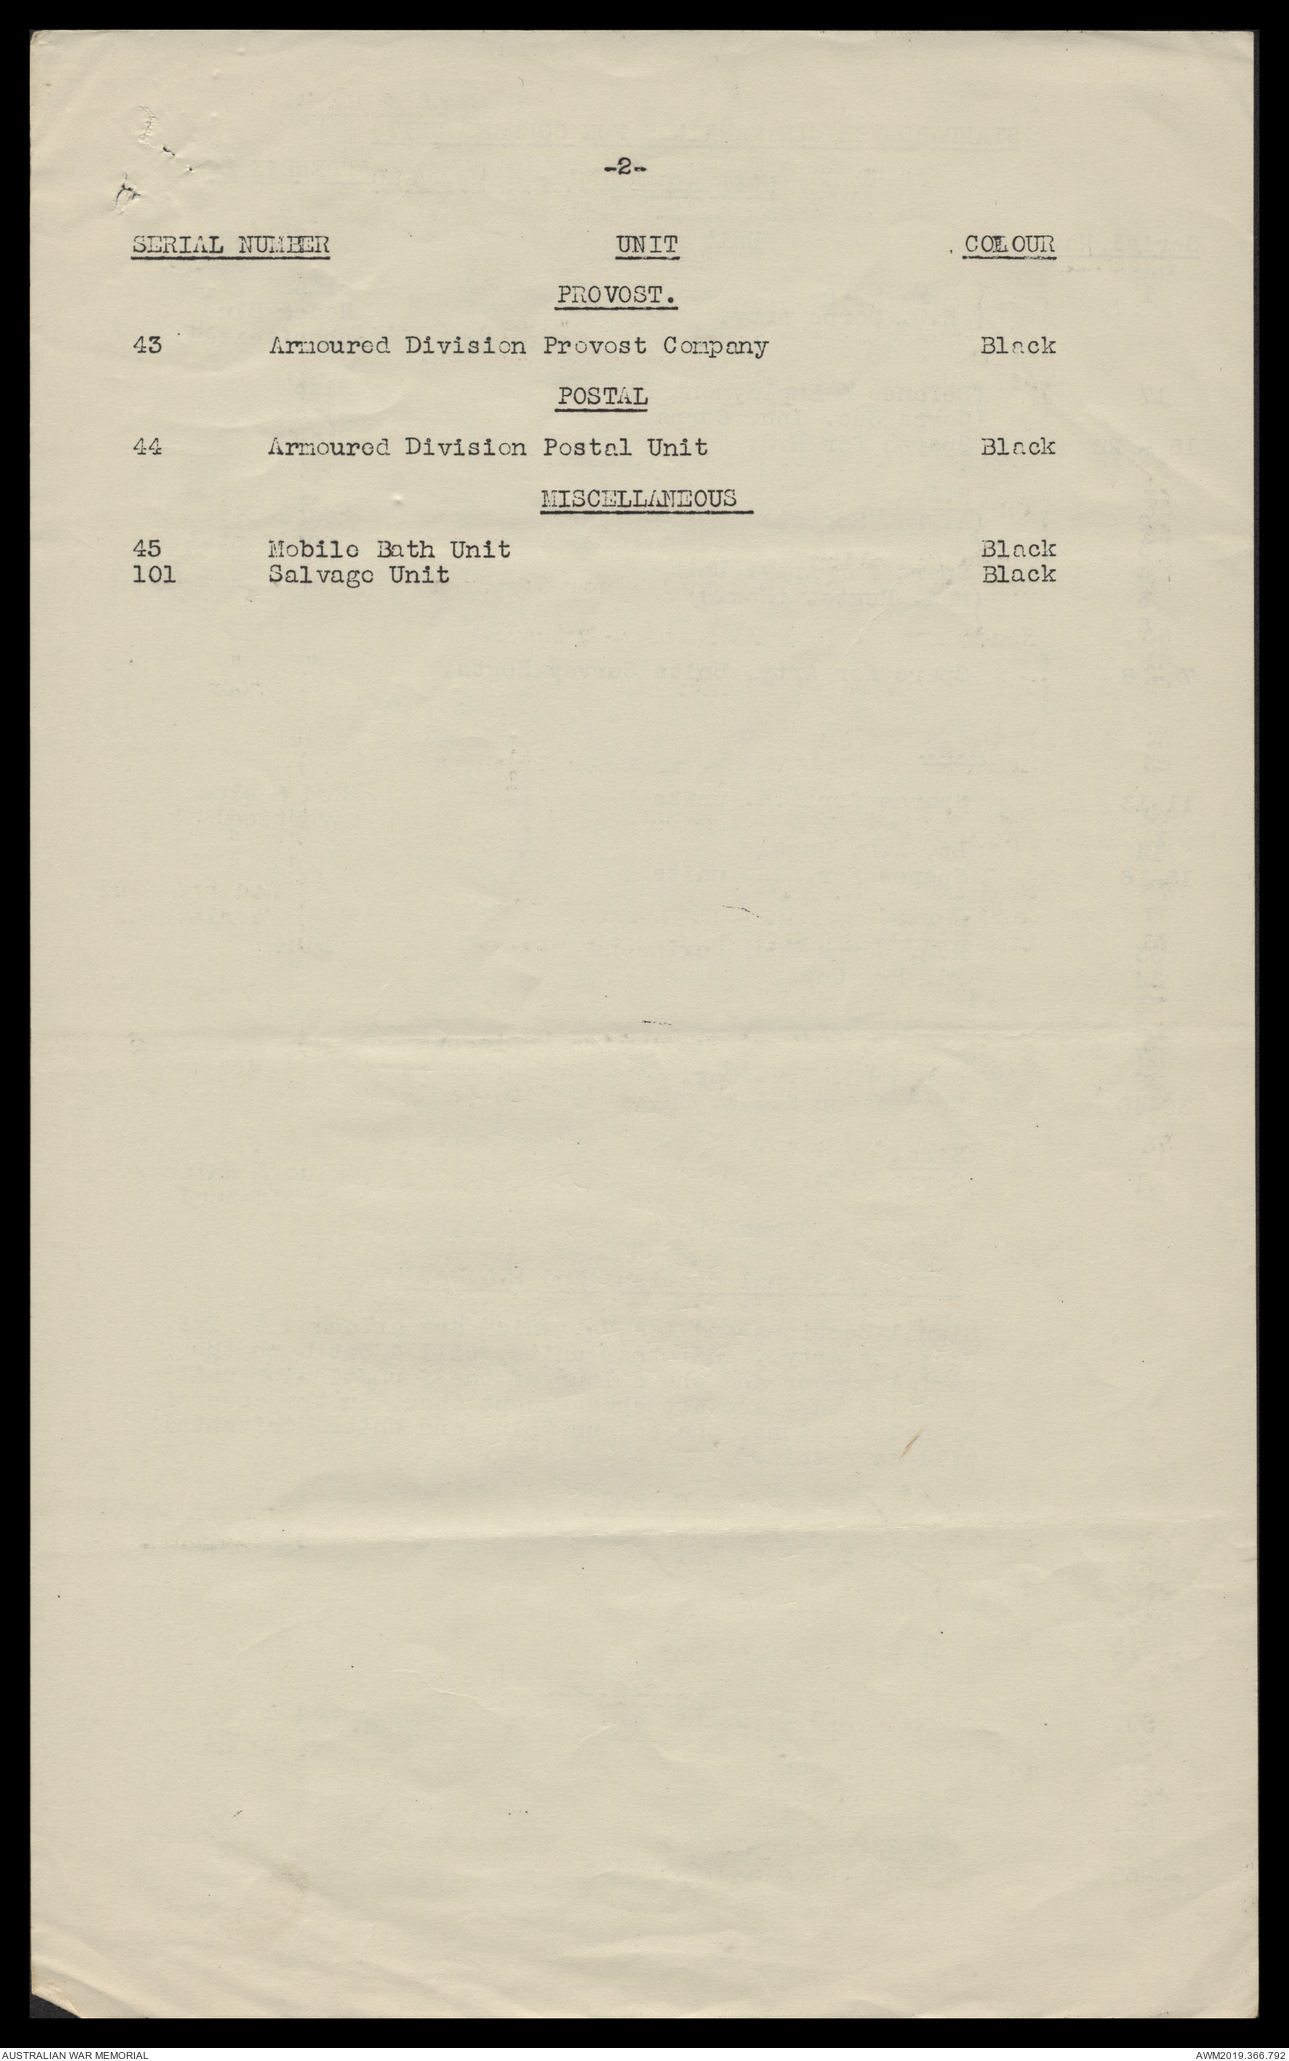 -2-
SERIAL NUMBER UNIT COLOUR
PROVOST.
43 Armoured Division Provost Company Black
POSTAL
44 Armoured Division Postal Unit Black
MISCELLANEOUS
45 Mobile Bath Unit Black
101 Salvage Unit Black
AUSTRALIAN WAR MEMORIAL AWM2019.366.792